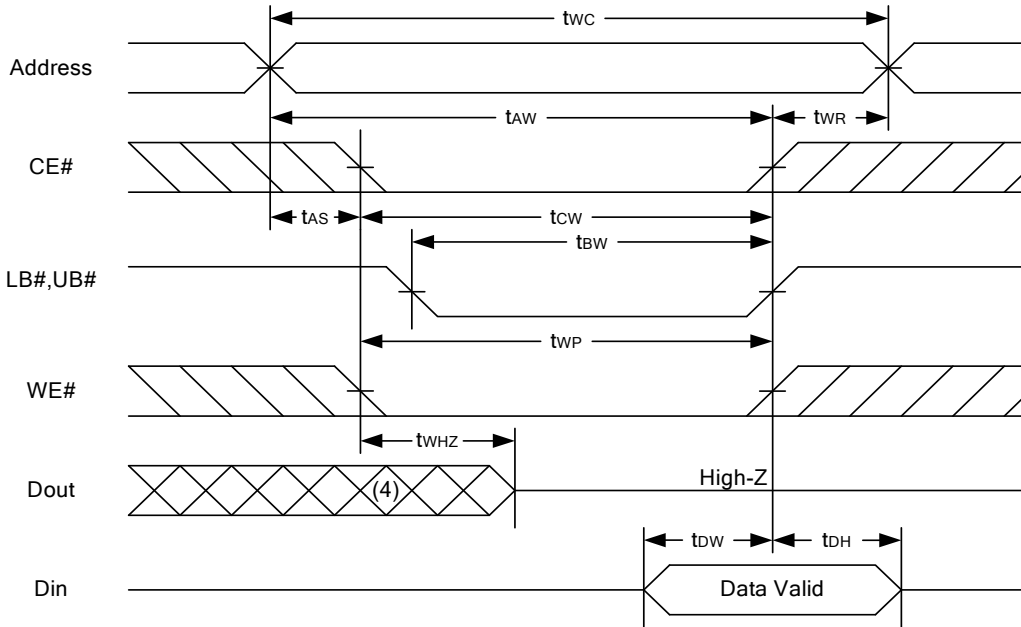 tWC
Address
tAW
tWR
CE#
tAS
tCW
tBW
LB#,UB#
tWP
WE#
tWHZ
Dout
(4)
High-Z
tDW
tDH
Din
Data Valid